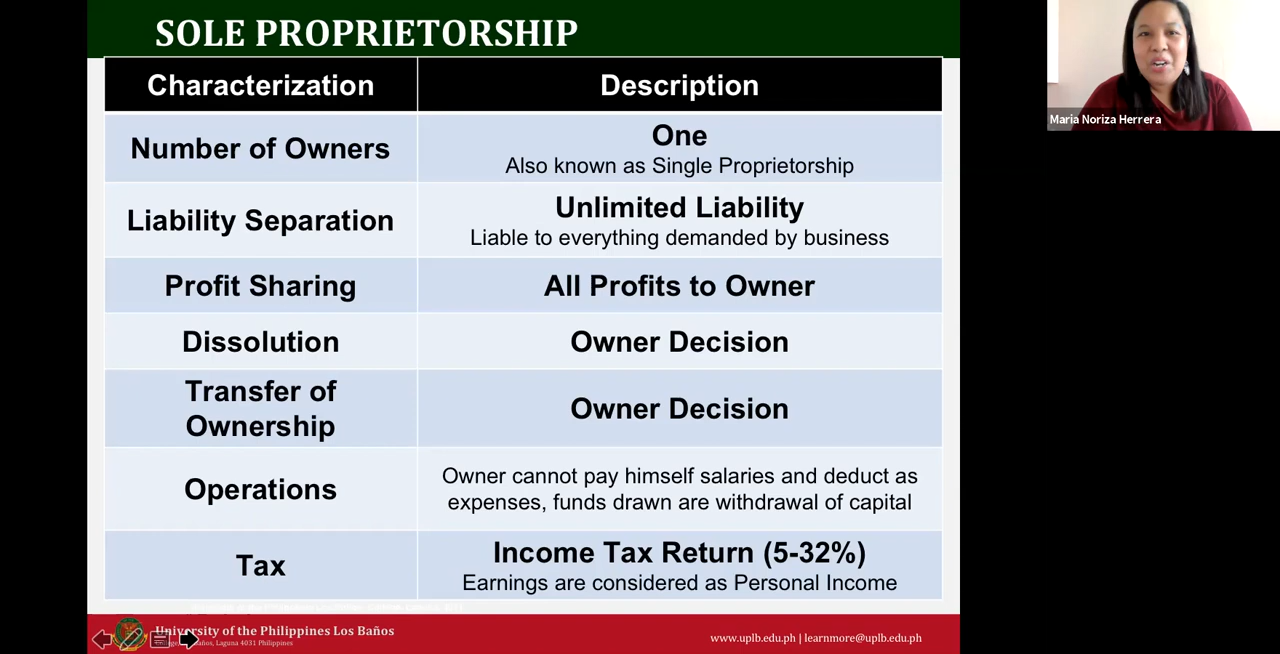 SOLE PROPRIETORSHIP
Characterization
Description
Number of Owners
One
Also known as Single Proprietorship
Liability Separation
Unlimited Liability
Liable to everything demanded by business
Profit Sharing
All Profits to Owner
Dissolution
Owner Decision
Transfer of
Ownership
Owner Decision
Operations
Owner cannot pay himself salaries and deduct as
expenses, funds drawn are withdrawal of capital
Tax
Income Tax Return (5-32%)
Earnings are considered as Personal Income
University of the Philippines Los Baños
Laguna 4031 Philippines
www.uplb.edu.ph | learnmore@uplb.edu.ph
Maria Noriza Herrera